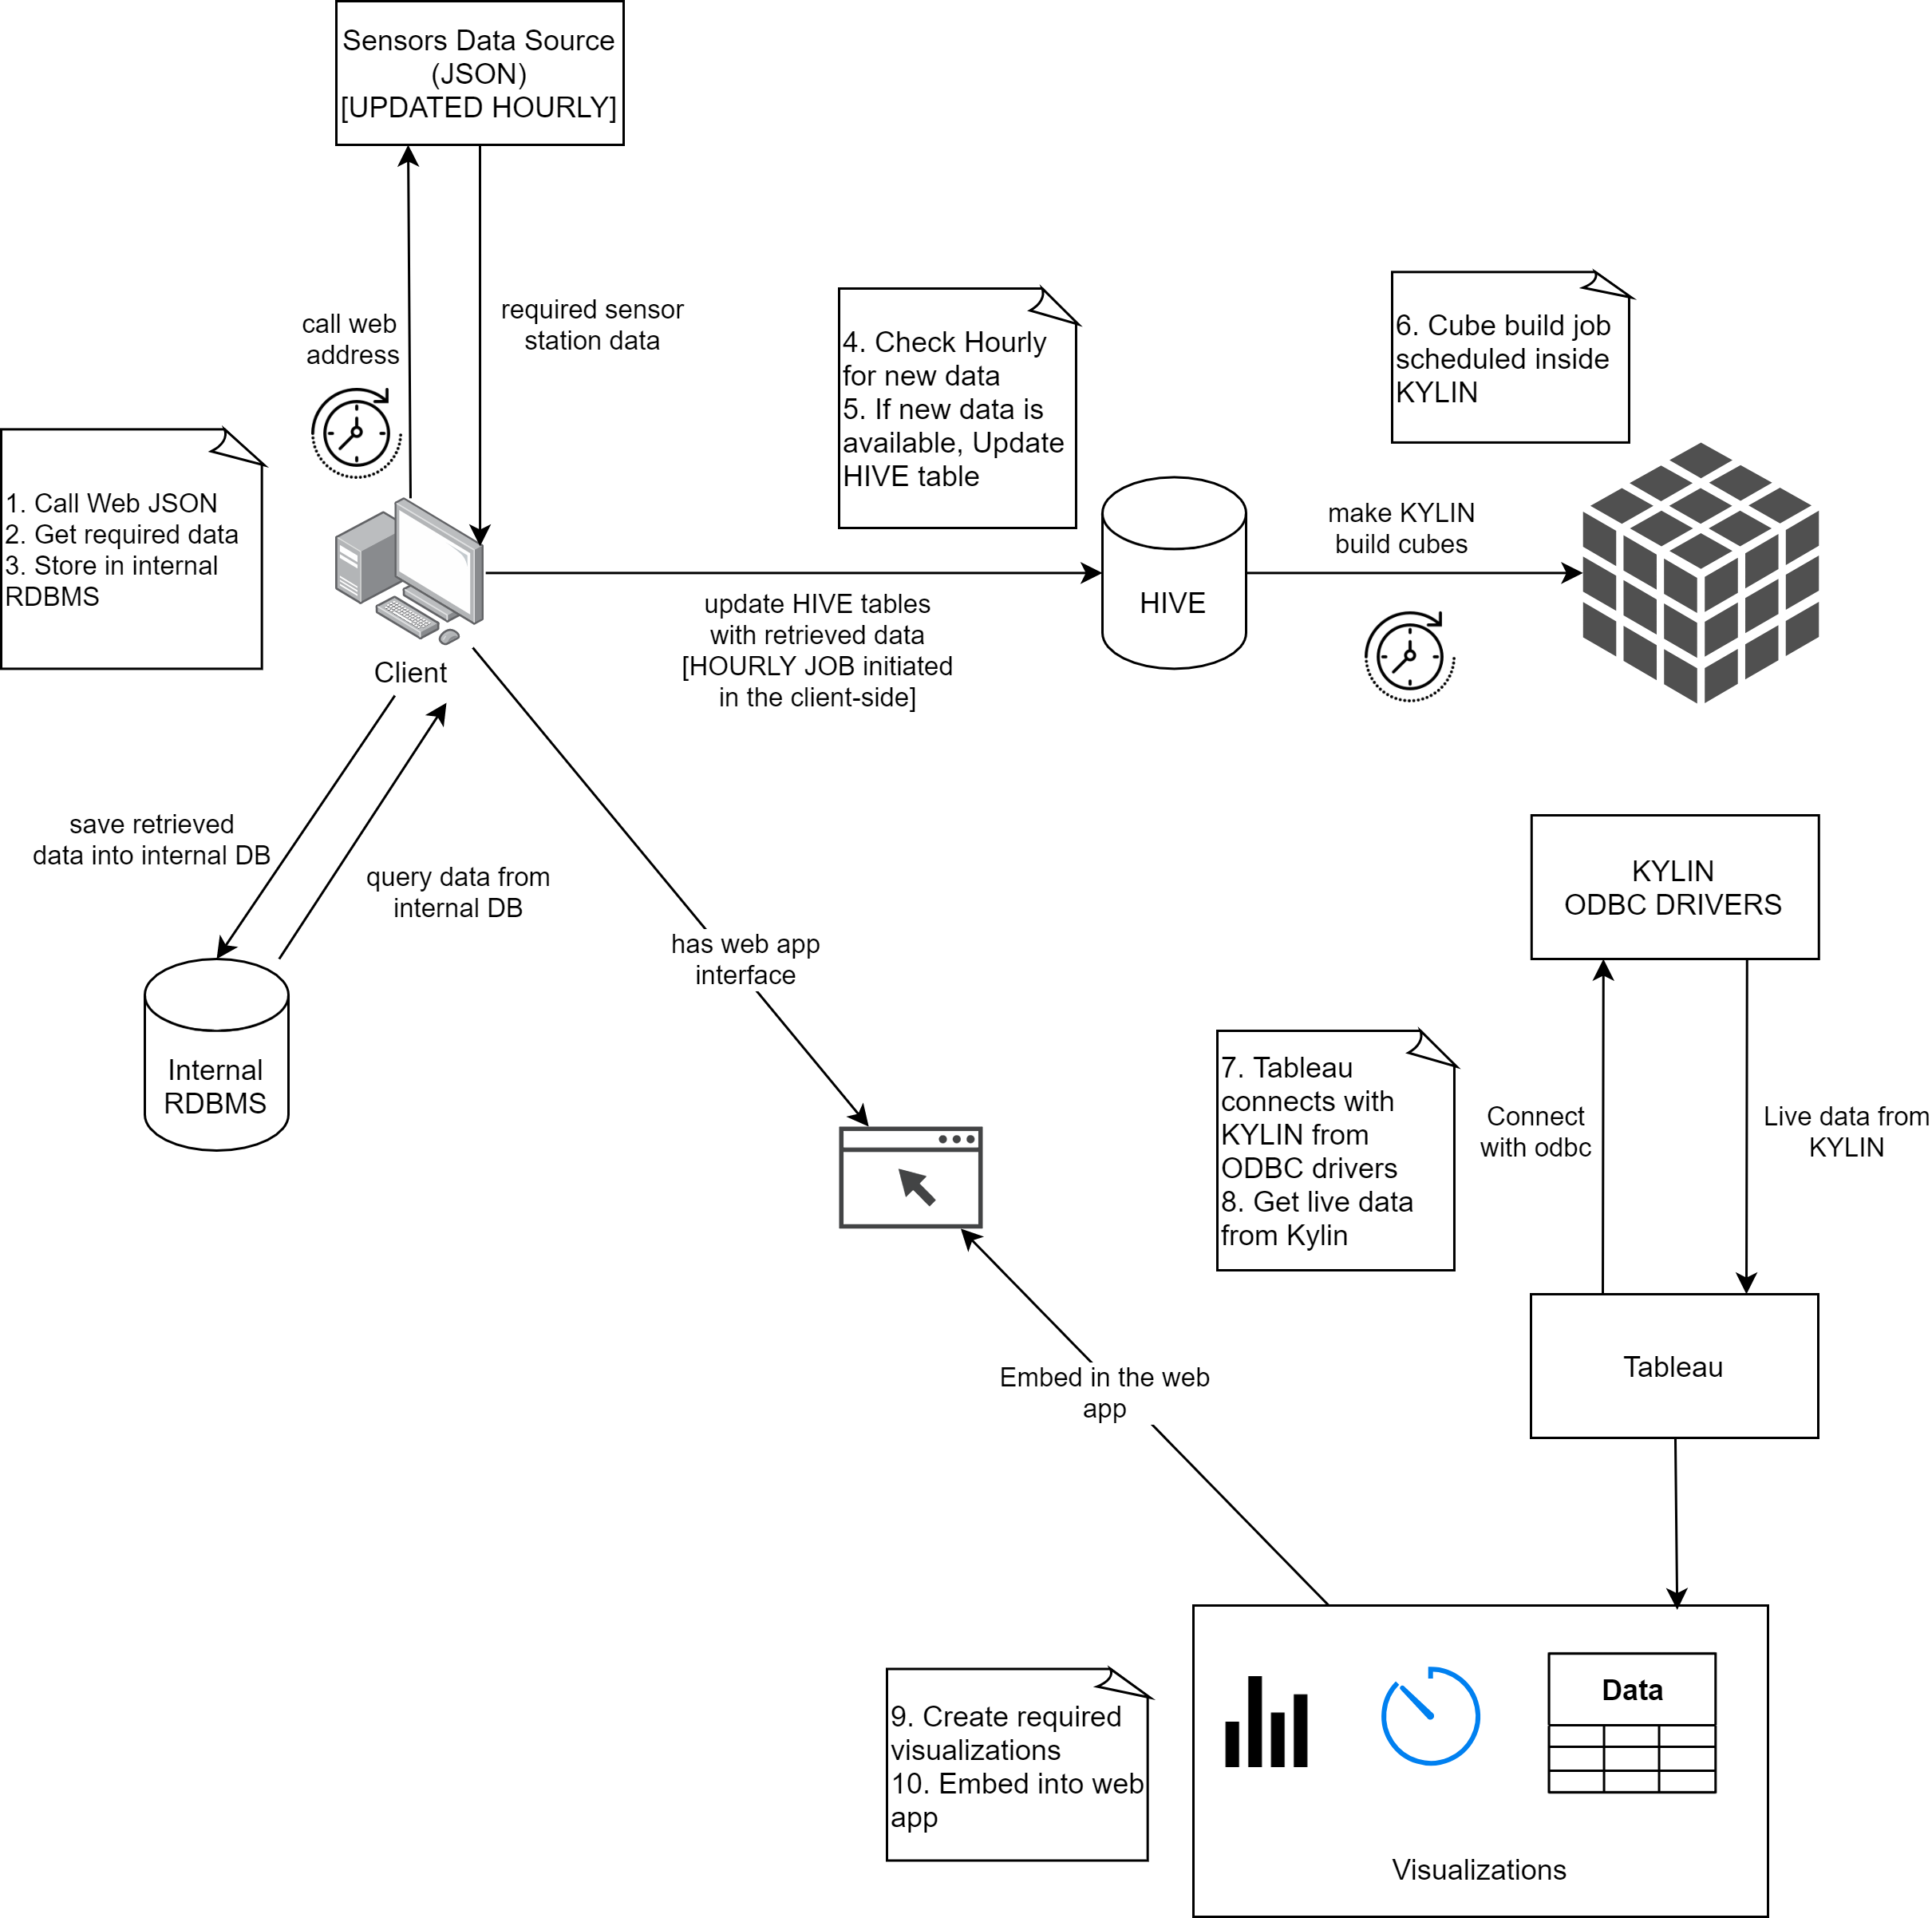 Sensors Data Source
(JSON)
[UPDATED HOURLY]
call web
address
required sensor
station data
1. Call Web JSON
2. Get required data
3. Store in internal
RDBMS
Client
4. Check Hourly
for new data
5. If new data is
available, Update
HIVE table
update HIVE tables
with retrieved data
[HOURLY JOB initiated
in the client-side]
HIVE
make KYLIN
build cubes
6. Cube build job
scheduled inside
KYLIN
save retrieved
data into internal DB
query data from
internal DB
Internal
RDBMS
has web app
interface
KYLIN
ODBC DRIVERS
7. Tableau
connects with
KYLIN from
ODBC drivers
8. Get live data
from Kylin
Connect
with odbc
Live data from
KYLIN
Tableau
Embed in the web
app
9. Create required
visualizations
10. Embed into web
app
Data
Visualizations